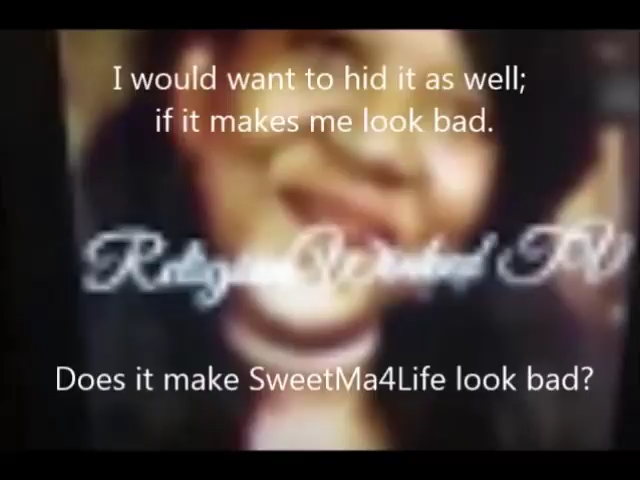 I would want to hid it as well;
if it makes me look bad.
TV
Does it make SweetMa4Life look bad?